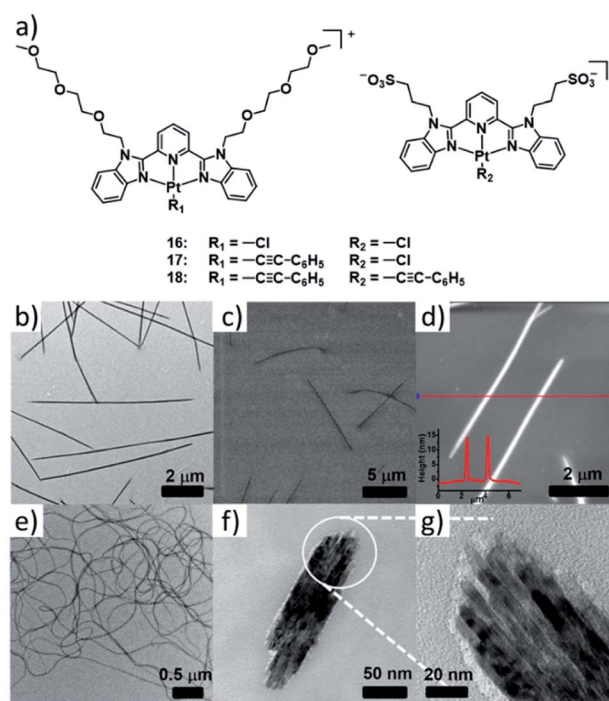 a)
]+
O O
O O
O O
⁻O₃S SO₃⁻ ]⁻
N N N N
N N
N Pt N N Pt N
R₁ R₂
16: R₁ = —Cl R₂ = —Cl
17: R₁ = —C≡C–C₆H₅ R₂ = —Cl
18: R₁ = —C≡C–C₆H₅ R₂ = —C≡C–C₆H₅
b) c) d)
2 μm 5 μm 2 μm
Height (nm)
15
10
5
0
0 2 4 6
μm
e) f) g)
0.5 μm 50 nm 20 nm